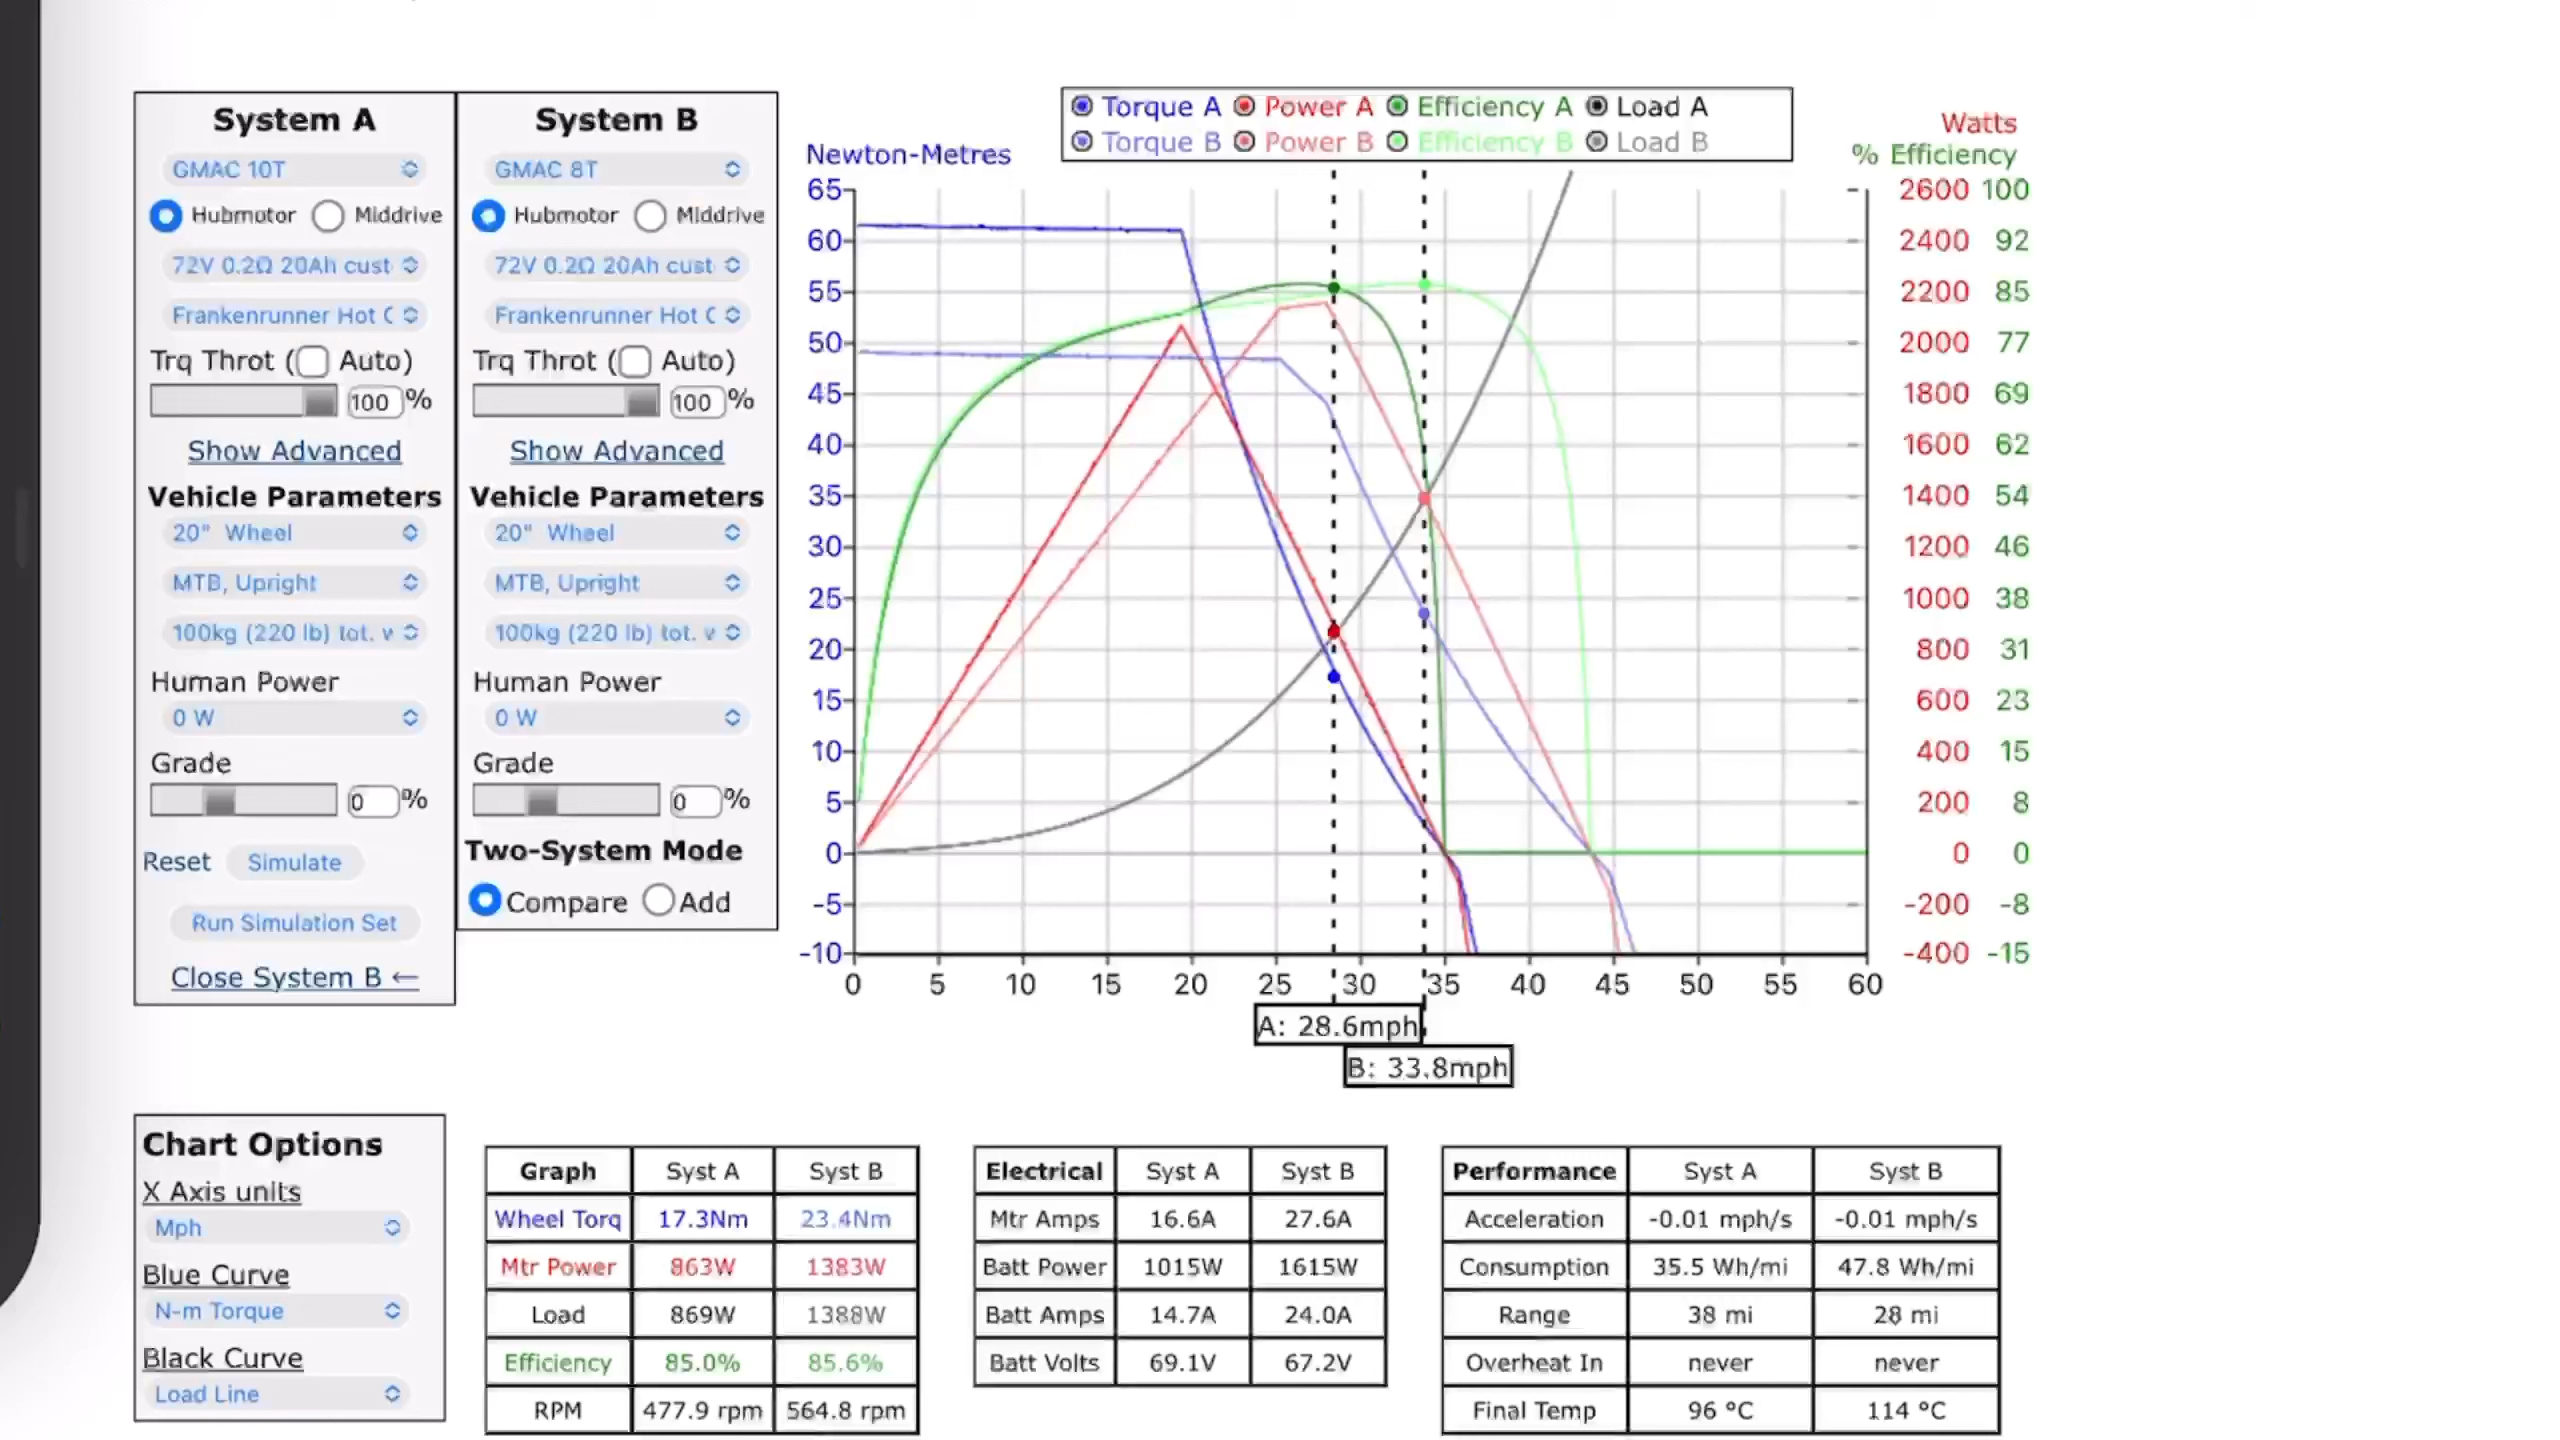 System A
GMAC 10T
Hubmotor Middrive
72V 0.2Ω 20Ah cust
Frankenrunner Hot C
Trq Throt ( Auto)
100 %
Show Advanced
Vehicle Parameters
20" Wheel
MTB, Upright
100kg (220 lb) tot. v
Human Power
0 W
Grade
0 %
Reset Simulate
Run Simulation Set
Close System B ←
System B
GMAC 8T
Hubmotor Middrive
72V 0.2Ω 20Ah cust
Frankenrunner Hot C
Trq Throt ( Auto)
100 %
Show Advanced
Vehicle Parameters
20" Wheel
MTB, Upright
100kg (220 lb) tot. v
Human Power
0 W
Grade
0 %
Two-System Mode
Compare Add
Torque A Power A Efficiency A Load A
Torque B Power B Efficiency B Load B
Newton-Metres
Watts
% Efficiency
65 2600 100
60 2400 92
55 2200 85
50 2000 77
45 1800 69
40 1600 62
35 1400 54
30 1200 46
25 1000 38
20 800 31
15 600 23
10 400 15
5 200 8
0 0 0
-5 -200 -8
-10 -400 -15
0 5 10 15 20 25 30 35 40 45 50 55 60
A: 28.6mph
B: 33.8mph
Chart Options
X Axis units
Mph
Blue Curve
N-m Torque
Black Curve
Load Line
Graph Syst A Syst B
Wheel Torq 17.3Nm 23.4Nm
Mtr Power 863W 1383W
Load 869W 1388W
Efficiency 85.0% 85.6%
RPM 477.9 rpm 564.8 rpm
Electrical Syst A Syst B
Mtr Amps 16.6A 27.6A
Batt Power 1015W 1615W
Batt Amps 14.7A 24.0A
Batt Volts 69.1V 67.2V
Performance Syst A Syst B
Acceleration -0.01 mph/s -0.01 mph/s
Consumption 35.5 Wh/mi 47.8 Wh/mi
Range 38 mi 28 mi
Overheat In never never
Final Temp 96 °C 114 °C